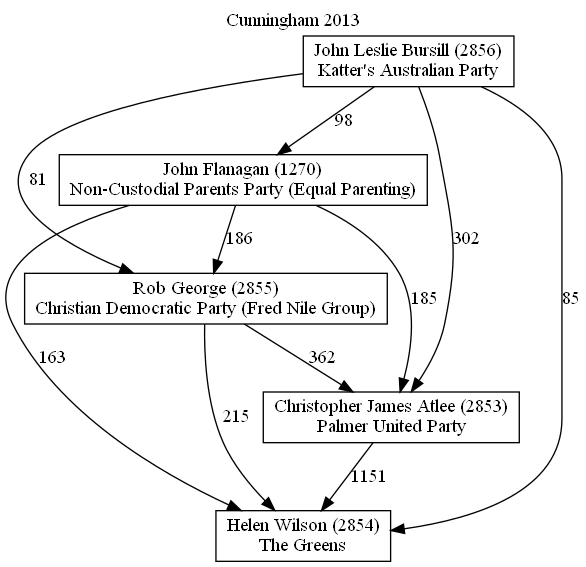 Cunningham 2013
John Leslie Bursill (2856)
Katter's Australian Party
98
John Flanagan (1270)
Non-Custodial Parents Party (Equal Parenting)
81
186
302
Rob George (2855)
Christian Democratic Party (Fred Nile Group)
185
85
163
362
Christopher James Atlee (2853)
Palmer United Party
215
1151
Helen Wilson (2854)
The Greens